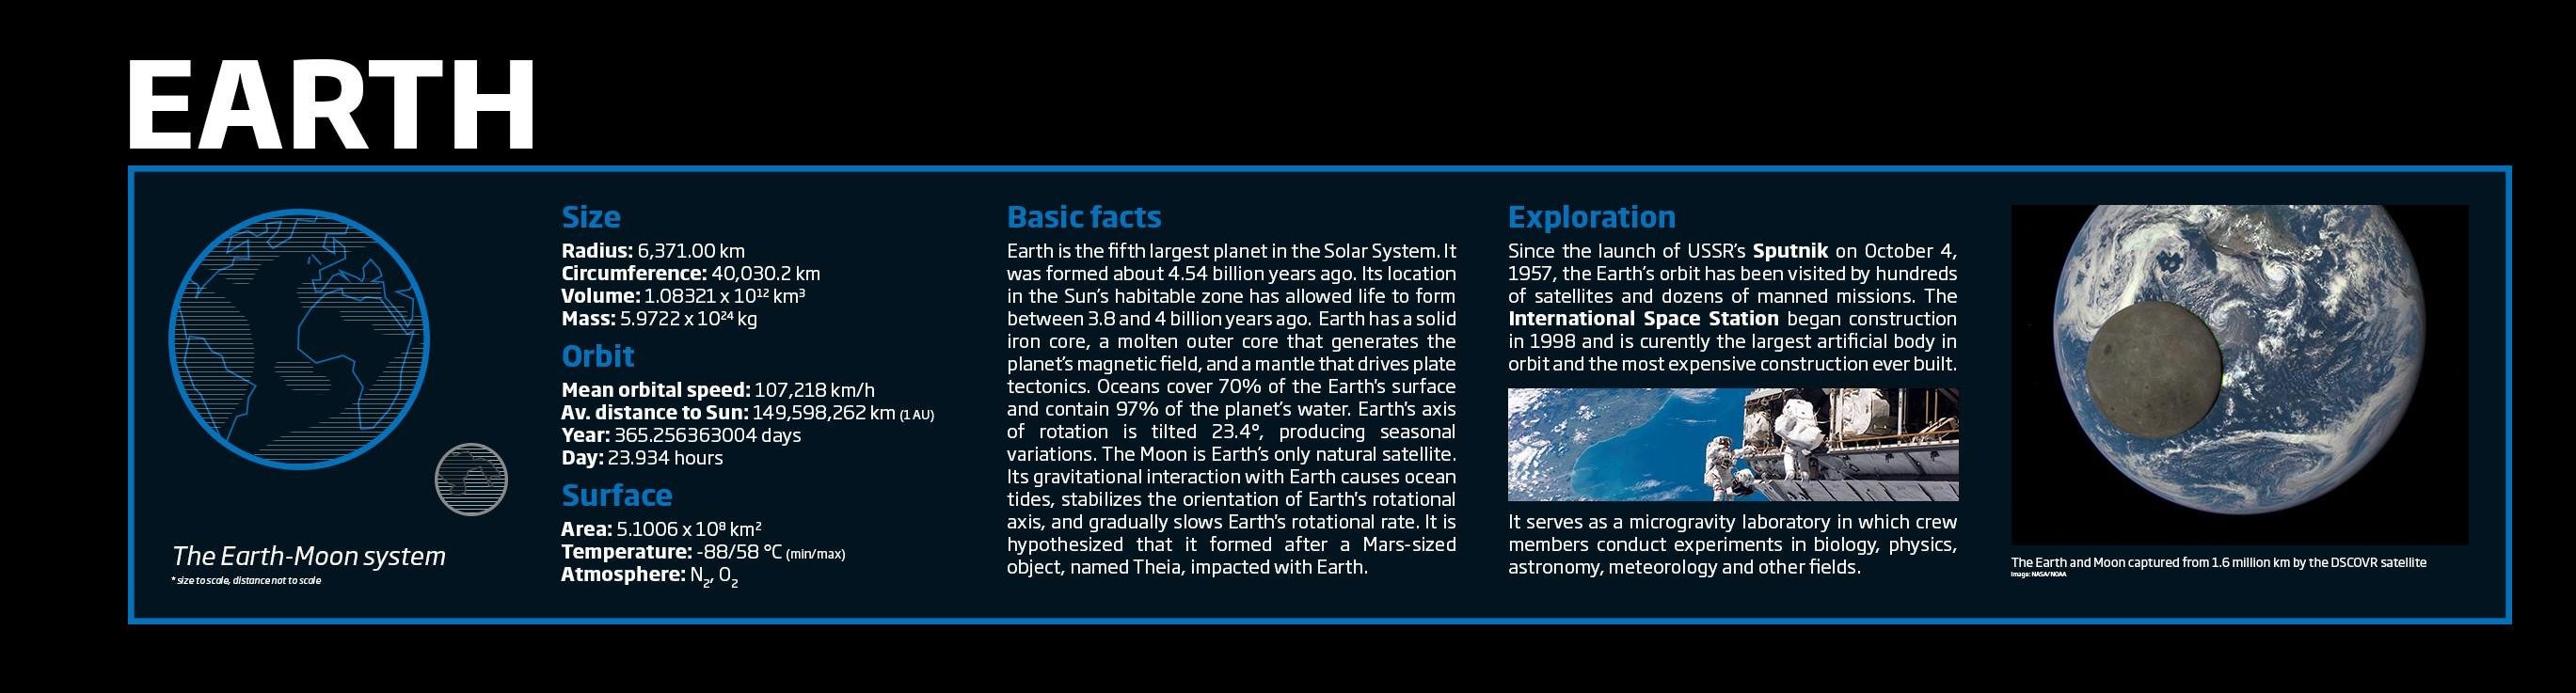 EARTH
The Earth-Moon system
* size to scale, distance not to scale
Size
Radius: 6,371.00 km
Circumference: 40,030.2 km
Volume: 1.08321 x 10¹² km³
Mass: 5.9722 x 10²⁴ kg
Orbit
Mean orbital speed: 107,218 km/h
Av. distance to Sun: 149,598,262 km (1 AU)
Year: 365.256363004 days
Day: 23.934 hours
Surface
Area: 5.1006 x 10⁸ km²
Temperature: -88/58 °C (min/max)
Atmosphere: N₂, O₂
Basic facts
Earth is the fifth largest planet in the Solar System. It
was formed about 4.54 billion years ago. Its location
in the Sun's habitable zone has allowed life to form
between 3.8 and 4 billion years ago. Earth has a solid
iron core, a molten outer core that generates the
planet's magnetic field, and a mantle that drives plate
tectonics. Oceans cover 70% of the Earth's surface
and contain 97% of the planet's water. Earth's axis
of rotation is tilted 23.4°, producing seasonal
variations. The Moon is Earth's only natural satellite.
Its gravitational interaction with Earth causes ocean
tides, stabilizes the orientation of Earth's rotational
axis, and gradually slows Earth's rotational rate. It is
hypothesized that it formed after a Mars-sized
object, named Theia, impacted with Earth.
Exploration
Since the launch of USSR's Sputnik on October 4,
1957, the Earth's orbit has been visited by hundreds
of satellites and dozens of manned missions. The
International Space Station began construction
in 1998 and is curently the largest artificial body in
orbit and the most expensive construction ever built.
It serves as a microgravity laboratory in which crew
members conduct experiments in biology, physics,
astronomy, meteorology and other fields.
The Earth and Moon captured from 1.6 million km by the DSCOVR satellite
Image: NASA/NOAA